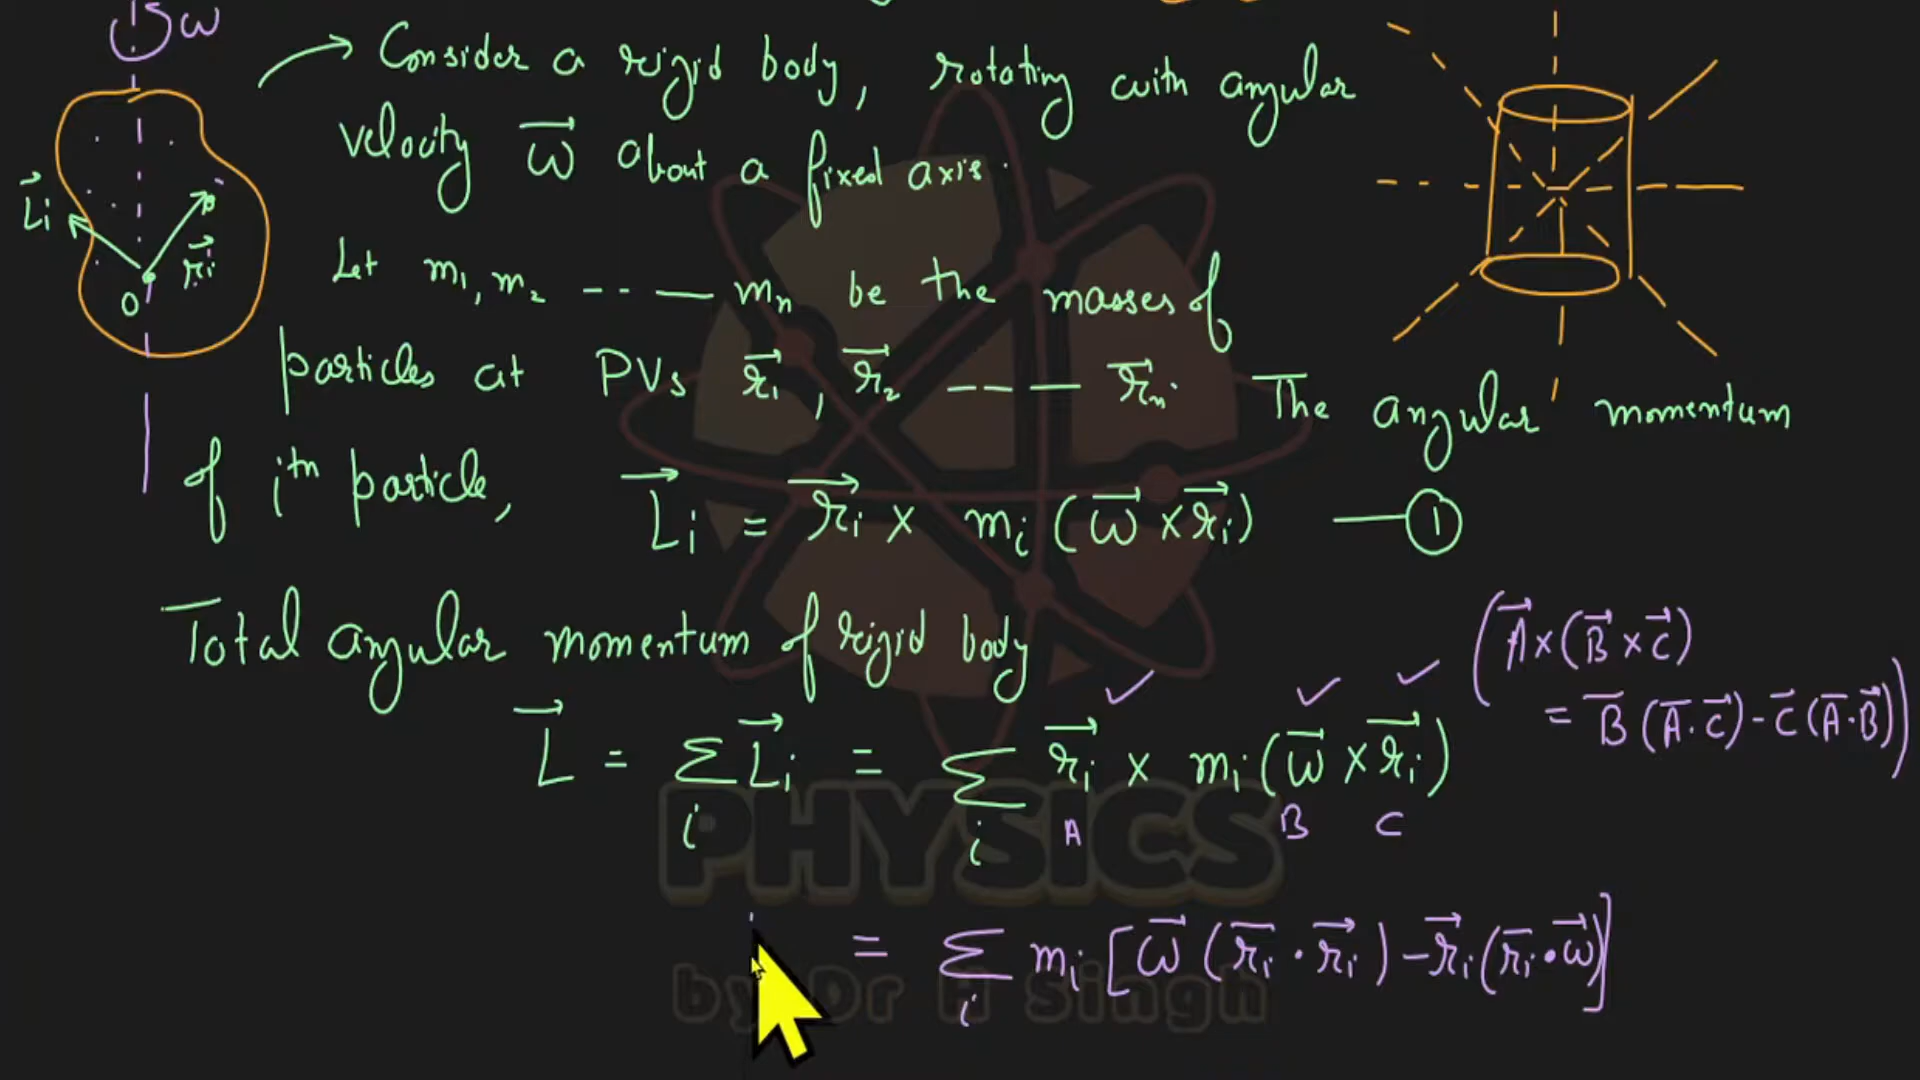 ω
→ Consider a rigid body, rotating with angular
velocity ω⃗ about a fixed axis.
L⃗i
r⃗i
O
Let m₁, m₂ ----- mₙ be the masses of
particles at PVs r⃗₁, r⃗₂ ----- r⃗ₙ. The angular momentum
of iᵗʰ particle, L⃗i = r⃗i × mi (ω⃗ × r⃗i) —①
Total angular momentum of rigid body
(A⃗×(B⃗×C⃗)
= B⃗(A⃗.C⃗)-C⃗(A⃗.B⃗))
L⃗ = Σi L⃗i = Σi r⃗i × mi(ω⃗ × r⃗i)
A B C
= Σi mi [ω⃗ (r⃗i . r⃗i) - r⃗i (r⃗i . ω⃗)]
PHYSICS
by Dr A Singh